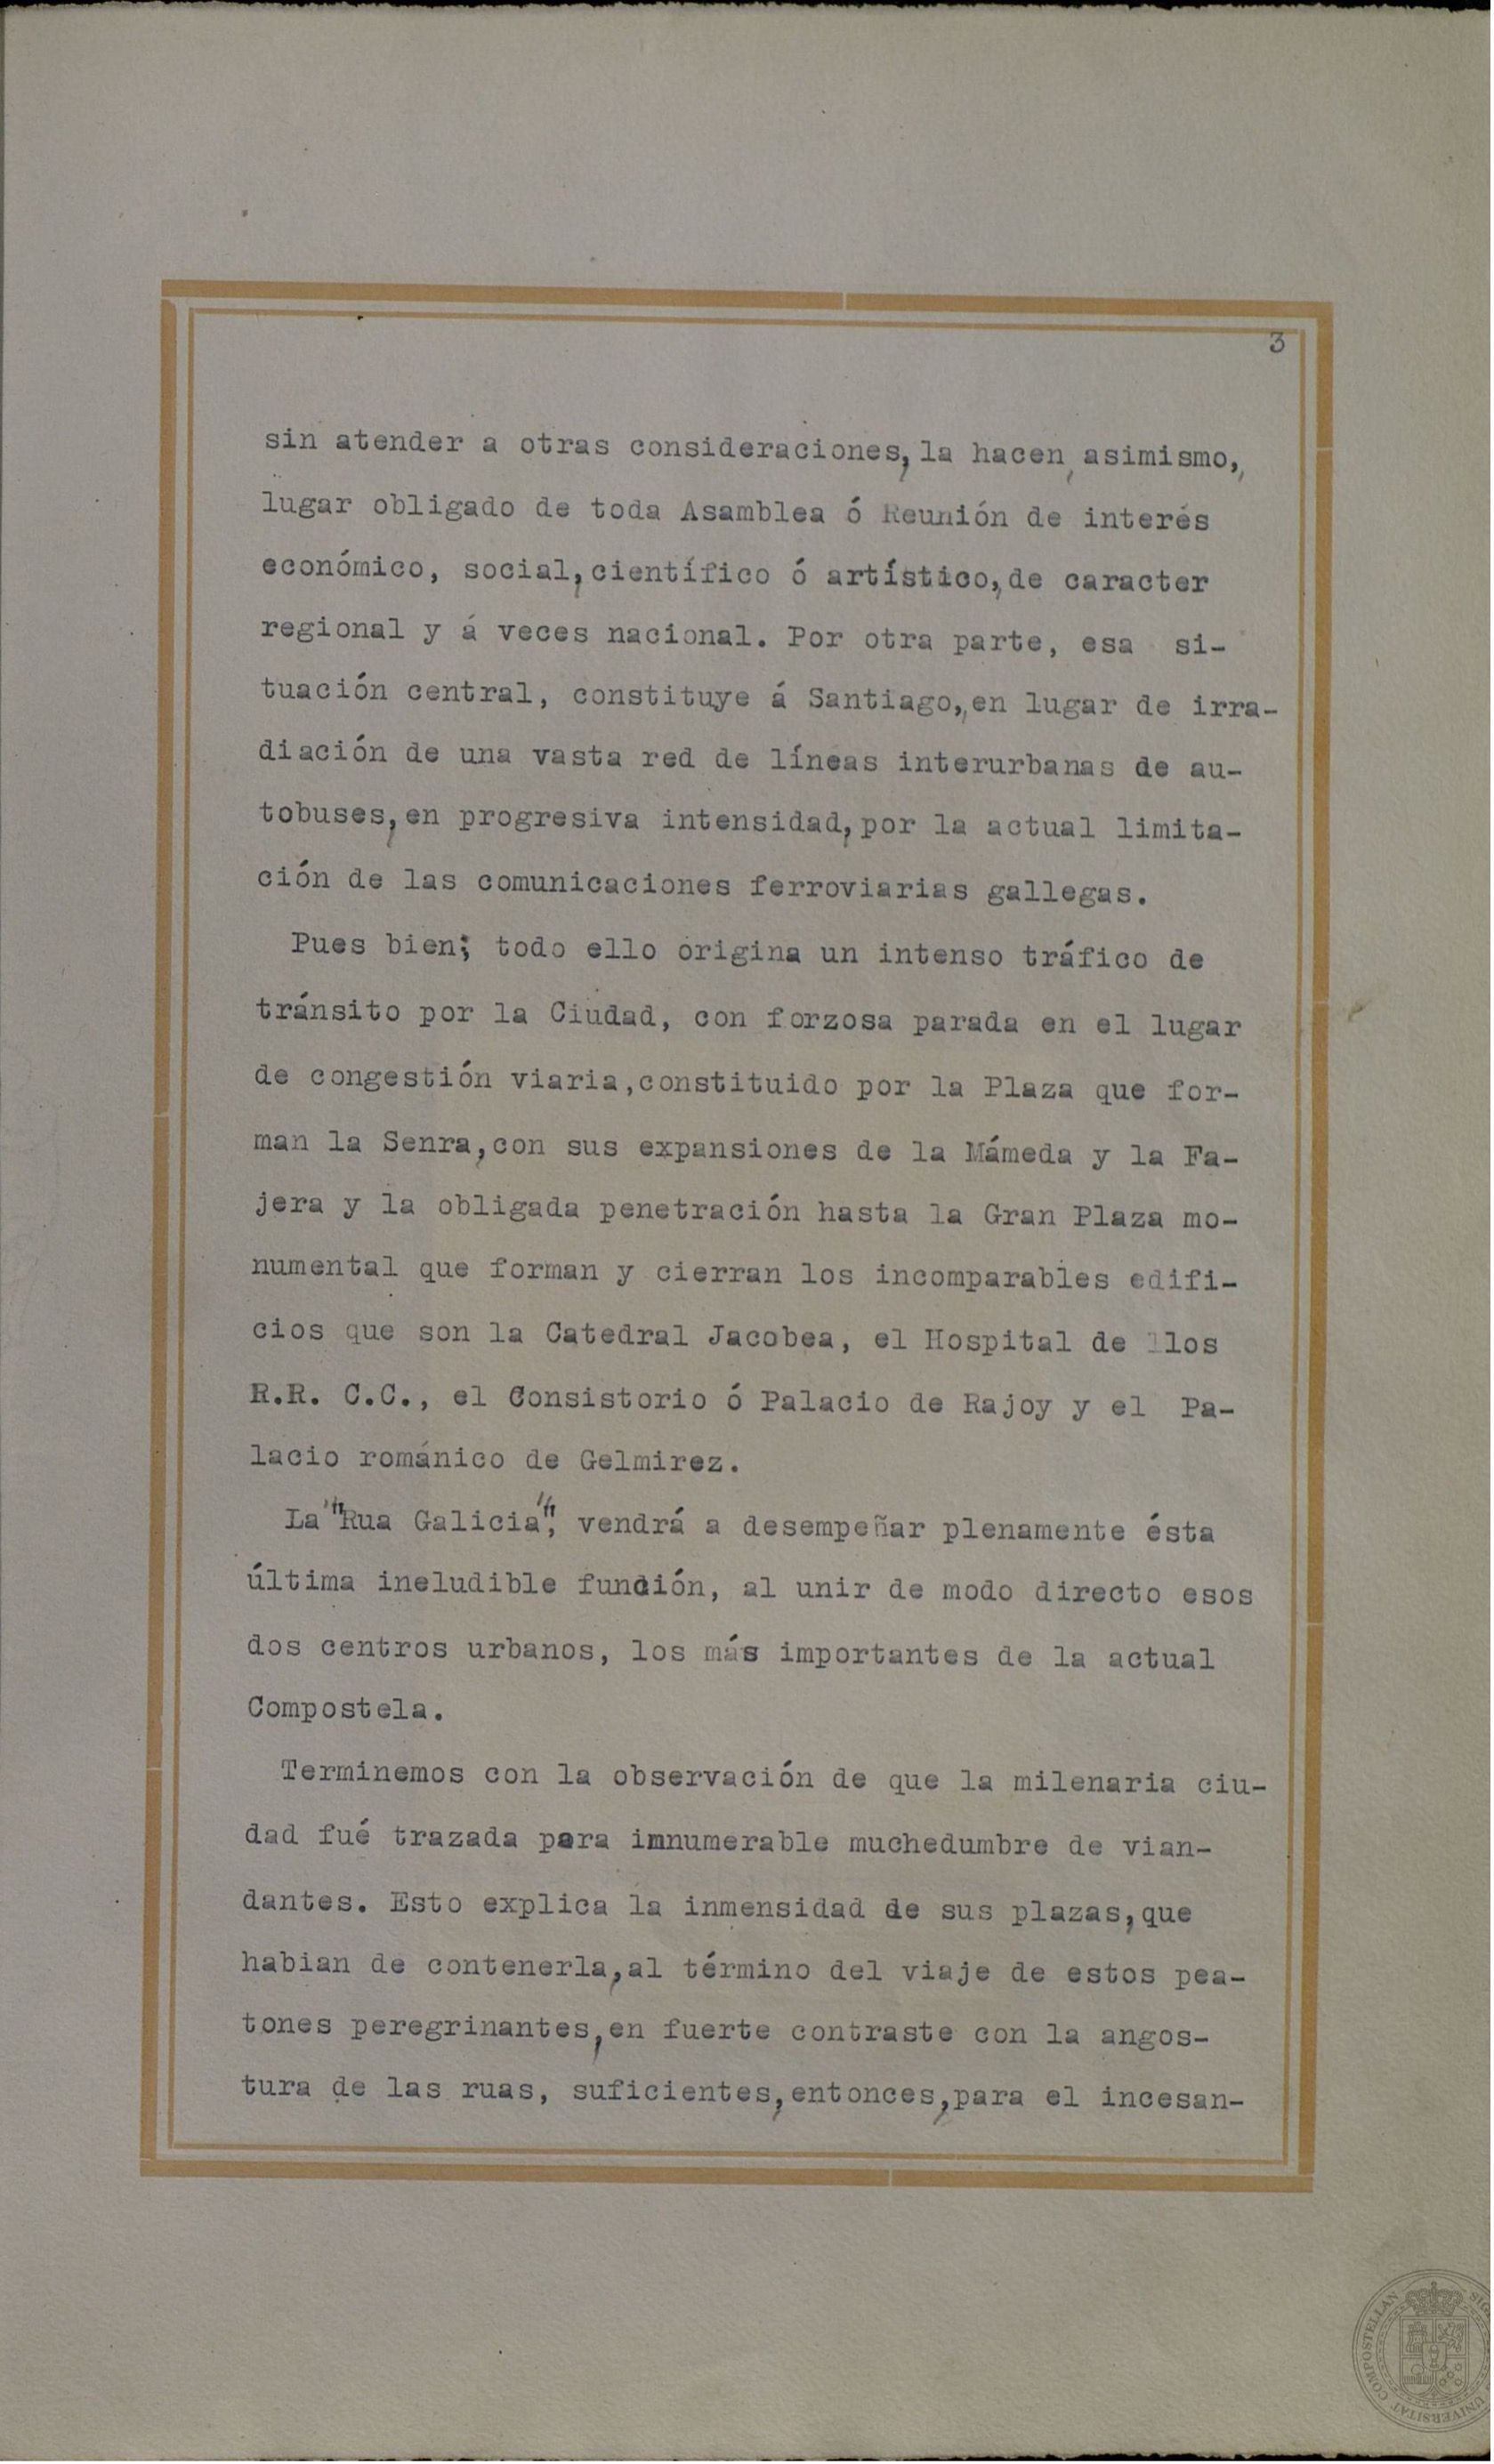 3
sin atender a otras consideraciones, la hacen, asimismo,
lugar obligado de toda Asamblea ó Reunión de interés
económico, social, científico ó artístico, de caracter
regional y á veces nacional. Por otra parte, esa si-
tuación central, constituye á Santiago, en lugar de irra-
diación de una vasta red de líneas interurbanas de au-
tobuses, en progresiva intensidad, por la actual limita-
ción de las comunicaciones ferroviarias gallegas.
Pues bien; todo ello origina un intenso tráfico de
tránsito por la Ciudad, con forzosa parada en el lugar
de congestión viaria, constituido por la Plaza que for-
man la Senra, con sus expansiones de la Mámeda y la Fa-
jera y la obligada penetración hasta la Gran Plaza mo-
numental que forman y cierran los incomparables edifi-
cios que son la Catedral Jacobea, el Hospital de llos
R.R. C.C., el Consistorio ó Palacio de Rajoy y el Pa-
lacio románico de Gelmirez.
La "Rua Galicia", vendrá a desempeñar plenamente ésta
última ineludible función, al unir de modo directo esos
dos centros urbanos, los más importantes de la actual
Compostela.
Terminemos con la observación de que la milenaria ciu-
dad fué trazada para innumerable muchedumbre de vian-
dantes. Esto explica la inmensidad de sus plazas, que
habian de contenerla, al término del viaje de estos pea-
tones peregrinantes, en fuerte contraste con la angos-
tura de las ruas, suficientes, entonces, para el incesan-